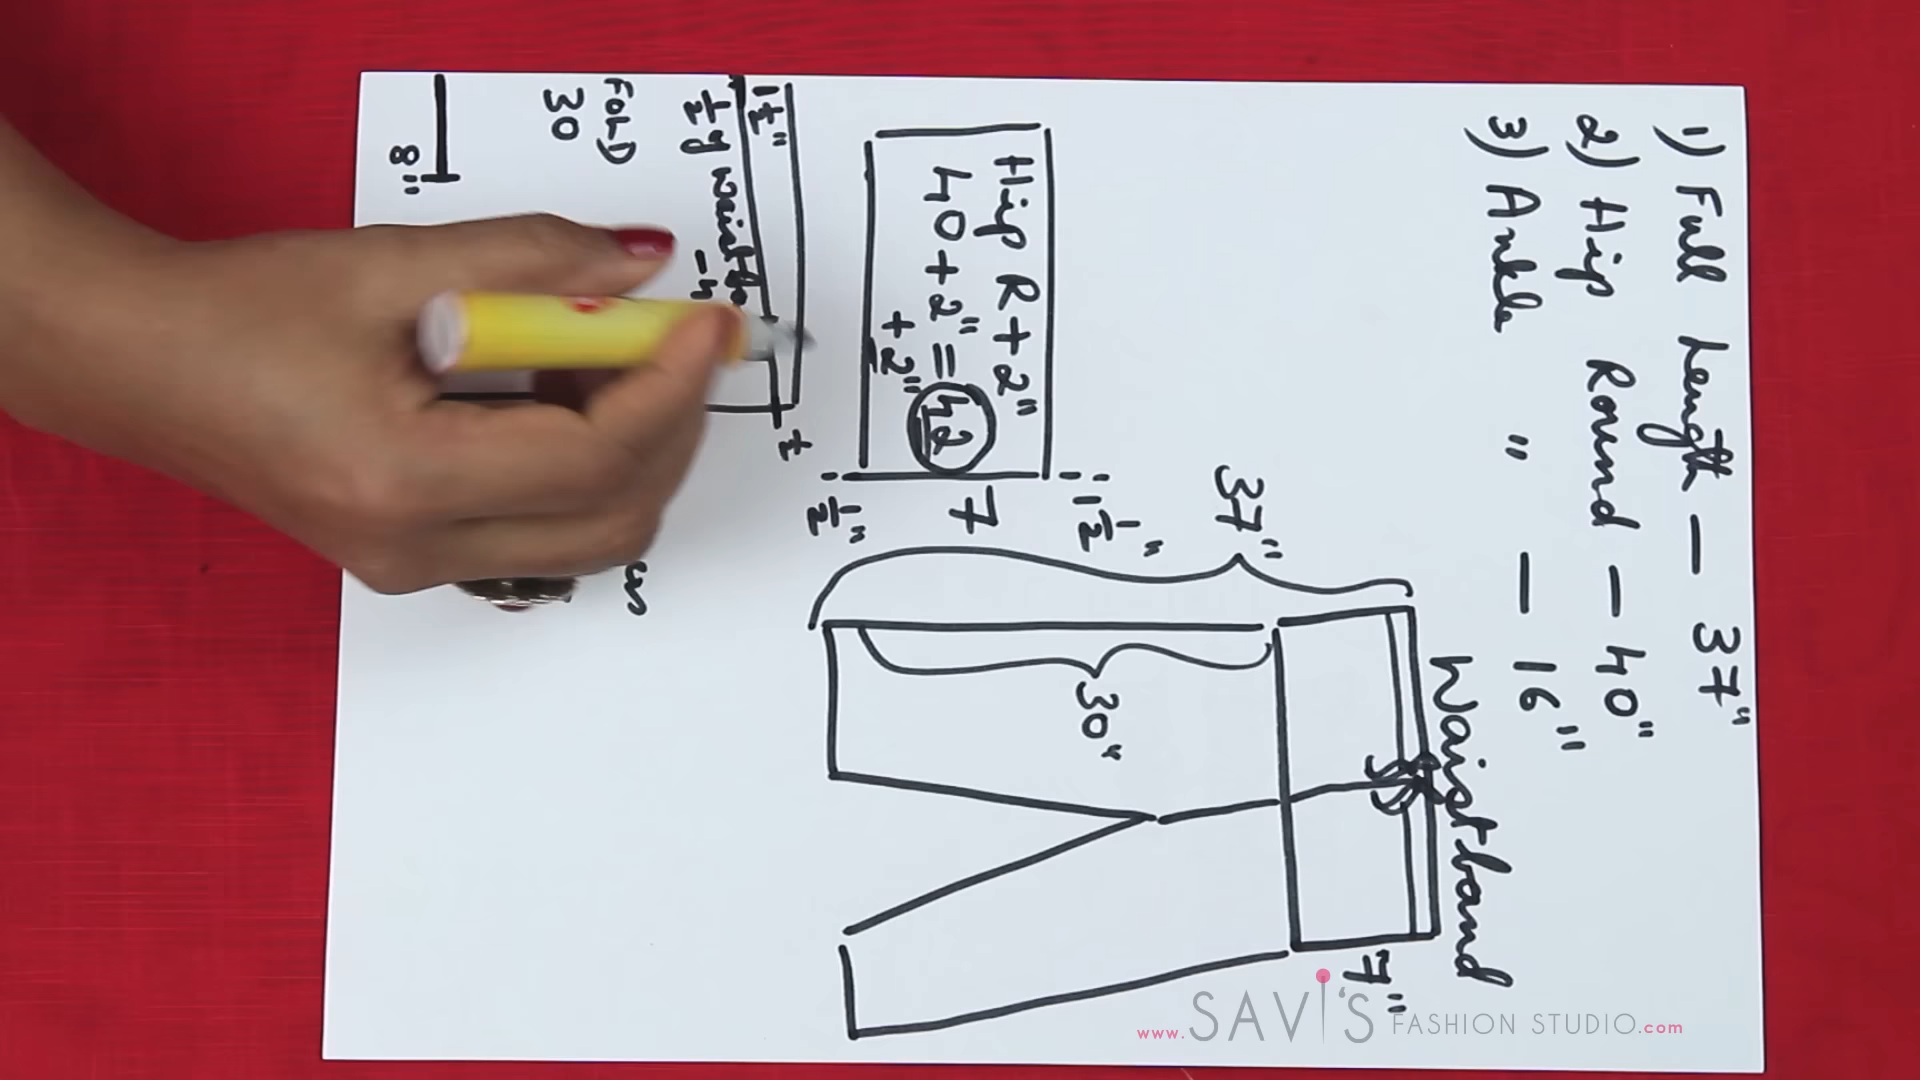 1) Full Length — 37"
2) Hip Round — 40"
3) Ankle " — 16"
Waistband
7"
37"
30"
Hip R + 2"
40 + 2" = 42
+ 2"
1 1/2"
7
1/2"
1 1/2"
FOLD
30
8"
www.SAVI'S FASHION STUDIO.com